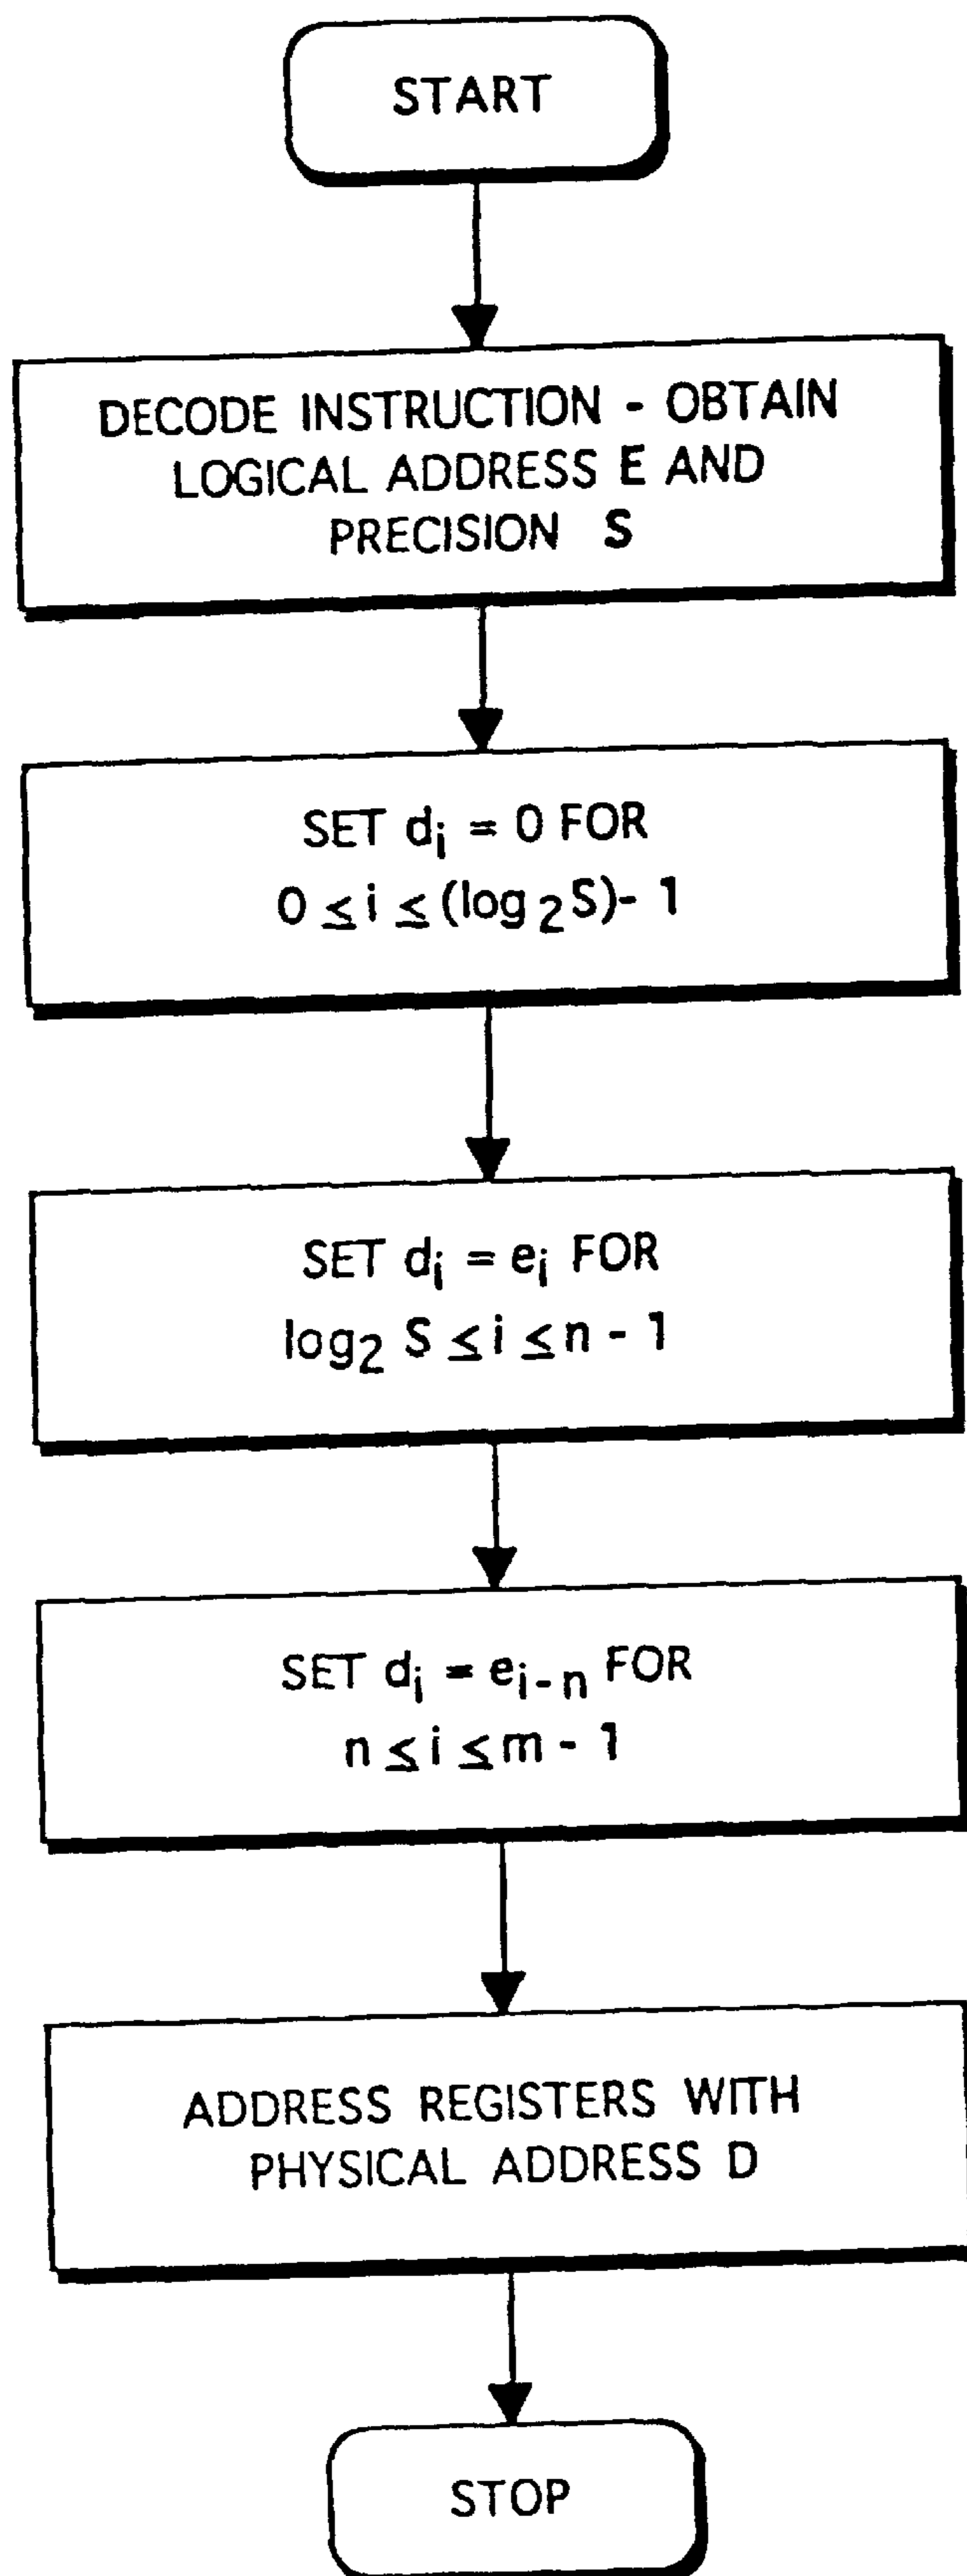 START
DECODE INSTRUCTION - OBTAIN
LOGICAL ADDRESS E AND
PRECISION S
SET dᵢ = 0 FOR
0 ≤ i ≤ (log₂S)- 1
SET dᵢ = eᵢ FOR
log₂ S ≤ i ≤ n - 1
SET dᵢ = eᵢ₋ₙ FOR
n ≤ i ≤ m - 1
ADDRESS REGISTERS WITH
PHYSICAL ADDRESS D
STOP